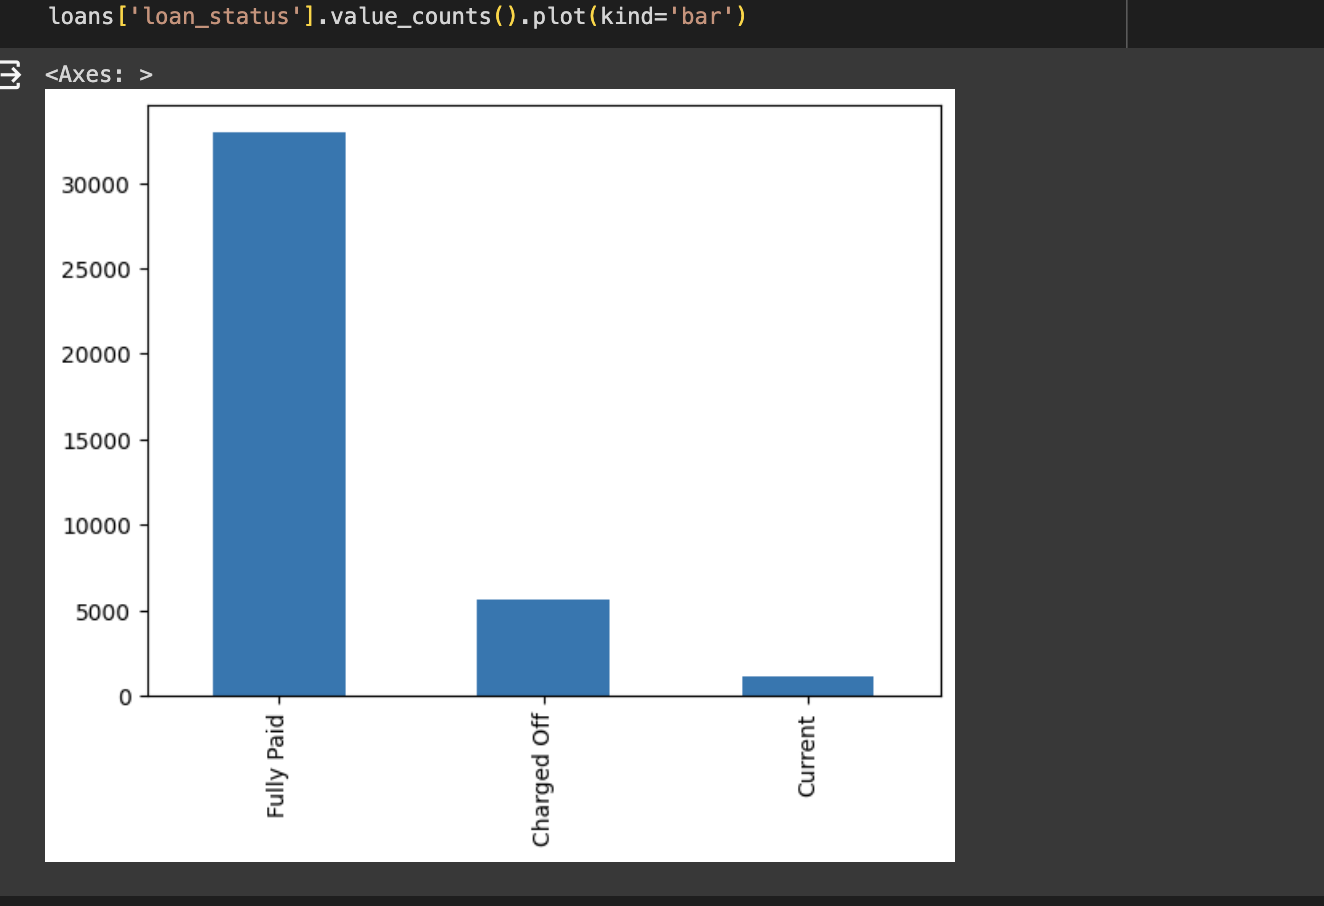 loans['loan_status'].value_counts().plot(kind='bar')
<Axes: >
30000
25000
20000
15000
10000
5000
0
Fully Paid
Charged Off
Current